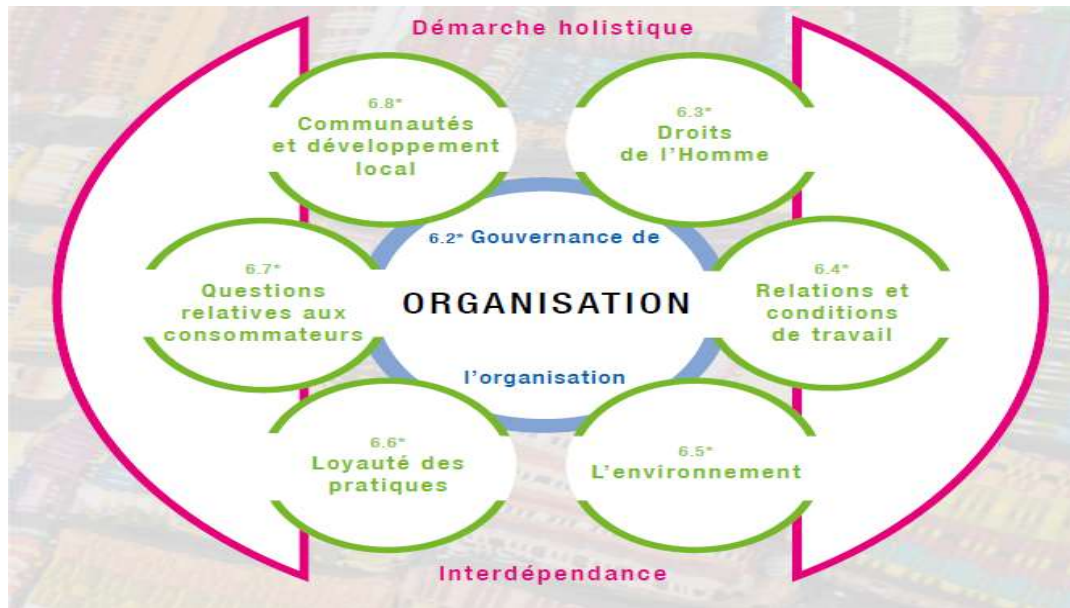 Démarche holistique
6.8*
Communautés
et développement
local
6.3*
Droits
de l'Homme
6.2* Gouvernance de
ORGANISATION
l'organisation
6.7*
Questions
relatives aux
consommateurs
6.4*
Relations et
conditions
de travail
6.6*
Loyauté des
pratiques
6.5*
L'environnement
Interdépendance